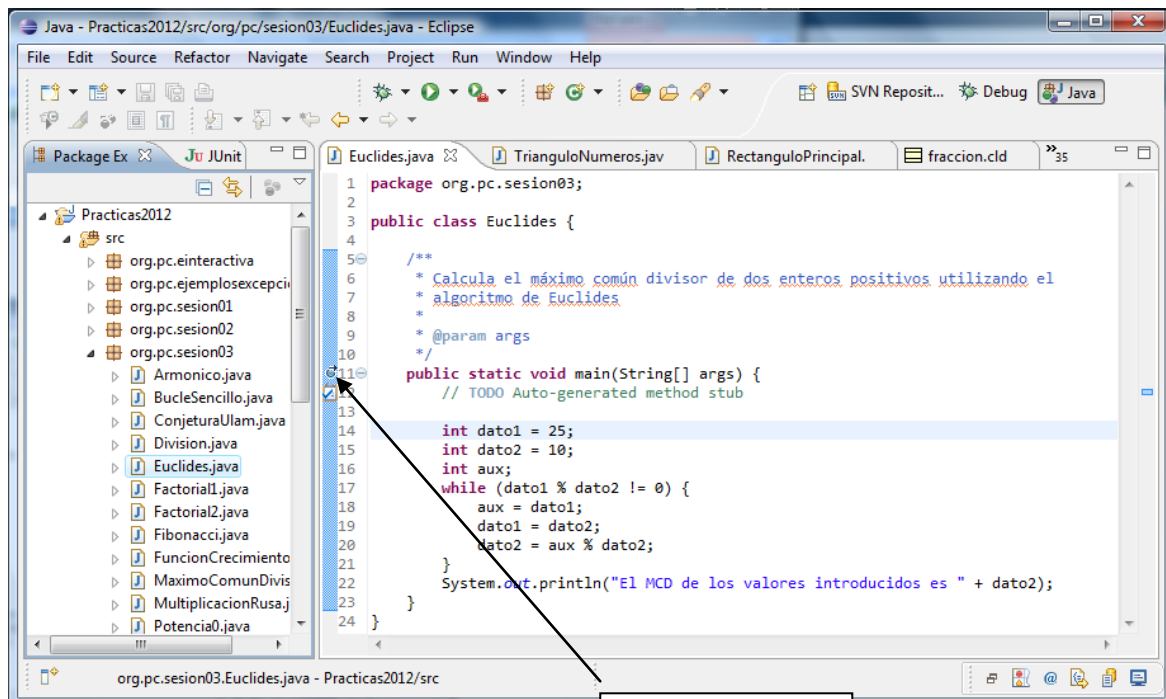 Java - Practicas2012/src/org/pc/sesion03/Euclides.java - Eclipse
File Edit Source Refactor Navigate Search Project Run Window Help
SVN Reposit... Debug Java
Package Ex JUnit
Euclides.java TrianguloNumeros.jav RectanguloPrincipal. fraccion.cld »35
Practicas2012
src
org.pc.einteractiva
org.pc.ejemplosexcepci
org.pc.sesion01
org.pc.sesion02
org.pc.sesion03
Armonico.java
BucleSencillo.java
ConjeturaUlam.java
Division.java
Euclides.java
Factorial1.java
Factorial2.java
Fibonacci.java
FuncionCrecimiento
MaximoComunDivis
MultiplicacionRusa.j
Potencia0.java
1 package org.pc.sesion03;
2
3 public class Euclides {
4
5 /**
6 * Calcula el máximo común divisor de dos enteros positivos utilizando el
7 * algoritmo de Euclides
8 *
9 * @param args
10 */
11 public static void main(String[] args) {
12 // TODO Auto-generated method stub
13
14 int dato1 = 25;
15 int dato2 = 10;
16 int aux;
17 while (dato1 % dato2 != 0) {
18 aux = dato1;
19 dato1 = dato2;
20 dato2 = aux % dato2;
21 }
22 System.out.println("El MCD de los valores introducidos es " + dato2);
23 }
24 }
org.pc.sesion03.Euclides.java - Practicas2012/src